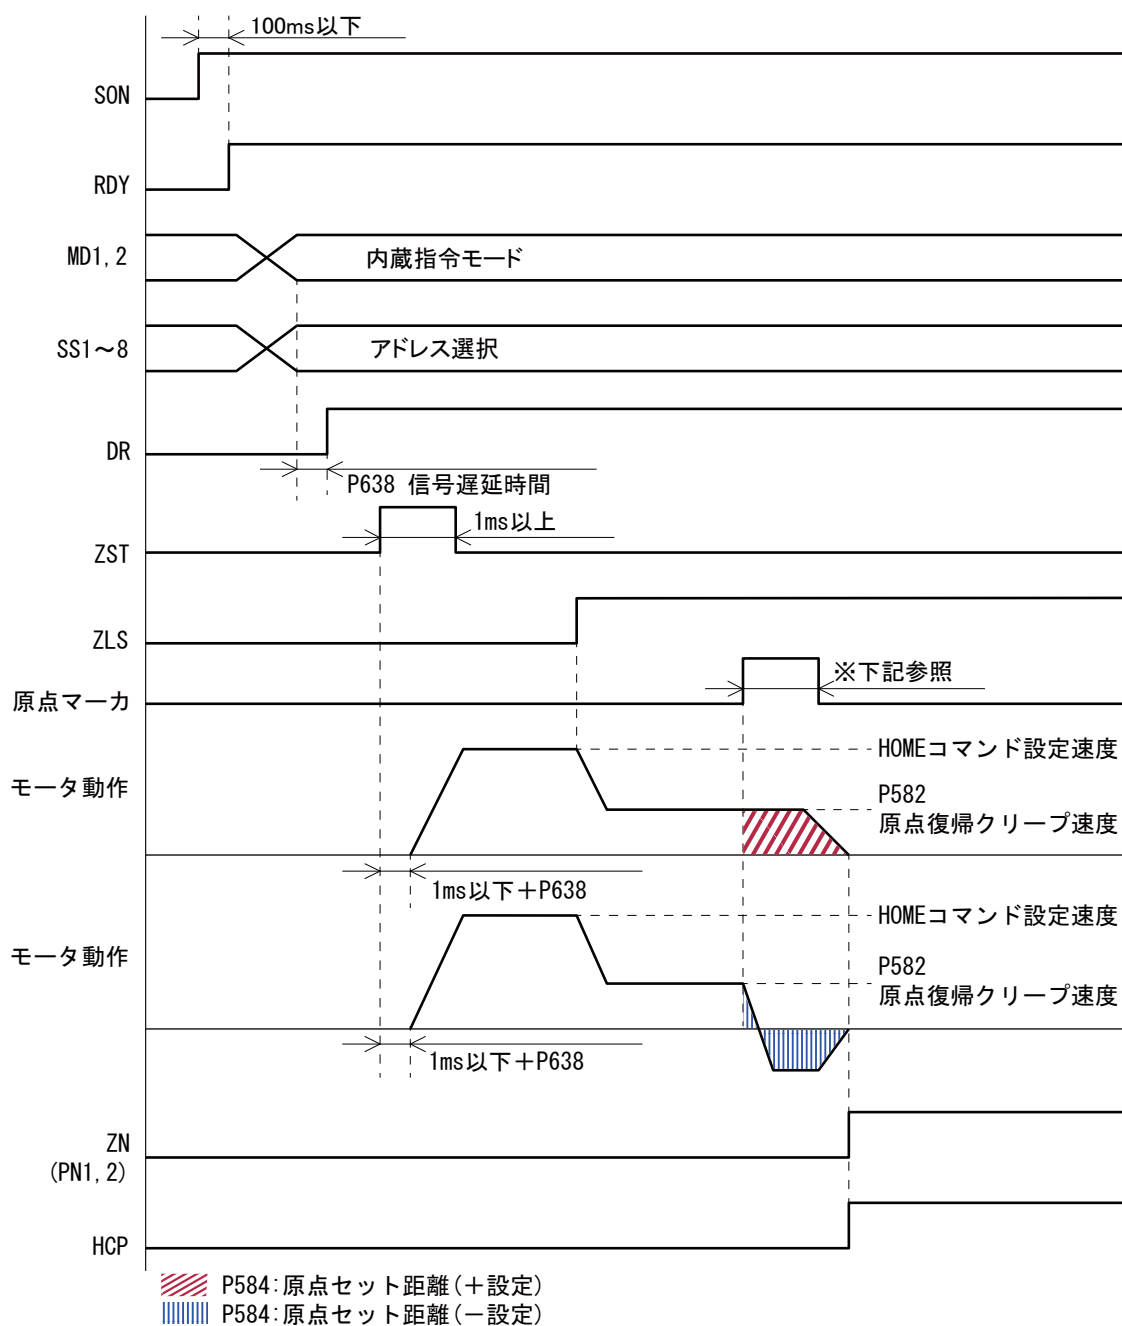 100ms以下
SON
RDY
MD1,2
内蔵指令モード
SS1～8
アドレス選択
DR
P638 信号遅延時間
1ms以上
ZST
ZLS
※下記参照
原点マーカ
HOMEコマンド設定速度
モータ動作
P582
原点復帰クリープ速度
1ms以下＋P638
HOMEコマンド設定速度
モータ動作
P582
原点復帰クリープ速度
1ms以下＋P638
ZN
(PN1,2)
HCP
P584:原点セット距離(＋設定)
P584:原点セット距離(－設定)